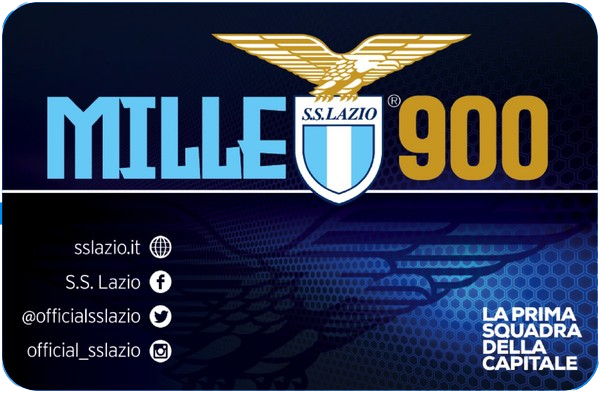 MILLE S.S.LAZIO ® 900
sslazio.it
S.S. Lazio
@officialsslazio
official_sslazio
LA PRIMA
SQUADRA
DELLA
CAPITALE